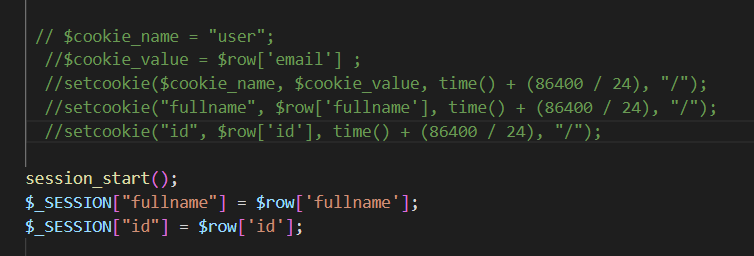 // $cookie_name = "user";
//$cookie_value = $row['email'] ;
//setcookie($cookie_name, $cookie_value, time() + (86400 / 24), "/");
//setcookie("fullname", $row['fullname'], time() + (86400 / 24), "/");
//setcookie("id", $row['id'], time() + (86400 / 24), "/");
session_start();
$_SESSION["fullname"] = $row['fullname'];
$_SESSION["id"] = $row['id'];